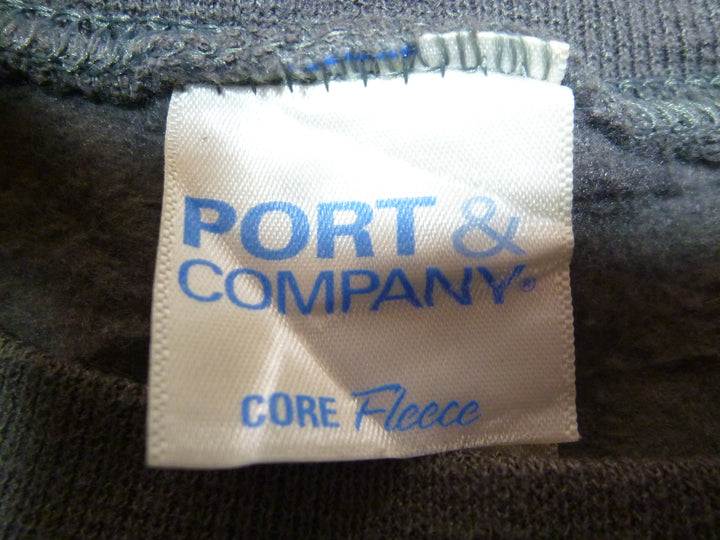 PORT &
COMPANY®
CORE Fleece